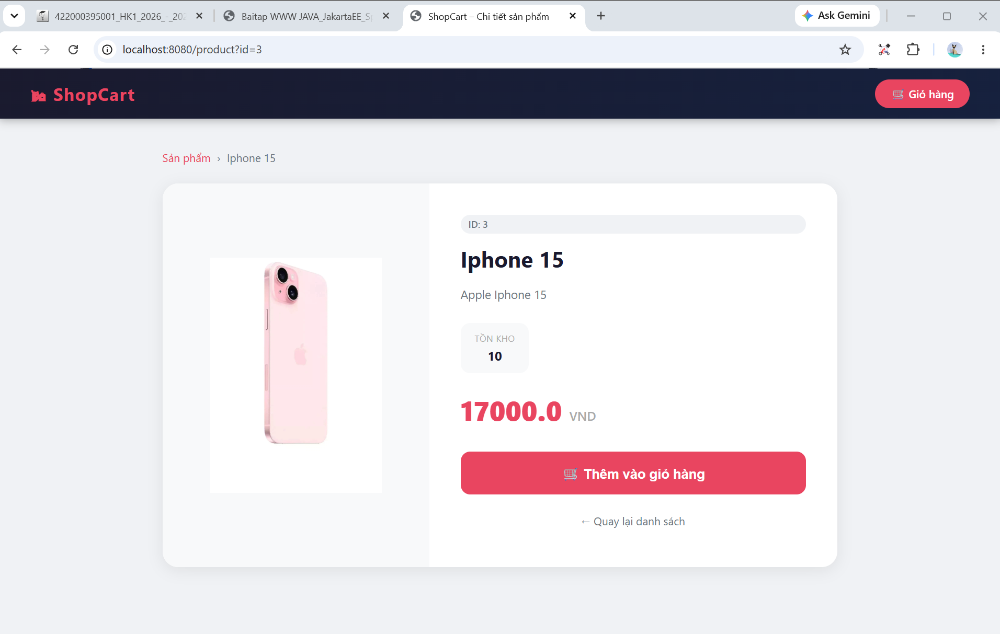 422000395001_HK1_2026_-_202
Baitap WWW JAVA_JakartaEE_Sp
ShopCart – Chi tiết sản phẩm
Ask Gemini
localhost:8080/product?id=3
ShopCart
Giỏ hàng
Sản phẩm › Iphone 15
ID: 3
Iphone 15
Apple Iphone 15
TỒN KHO
10
17000.0 VND
Thêm vào giỏ hàng
← Quay lại danh sách